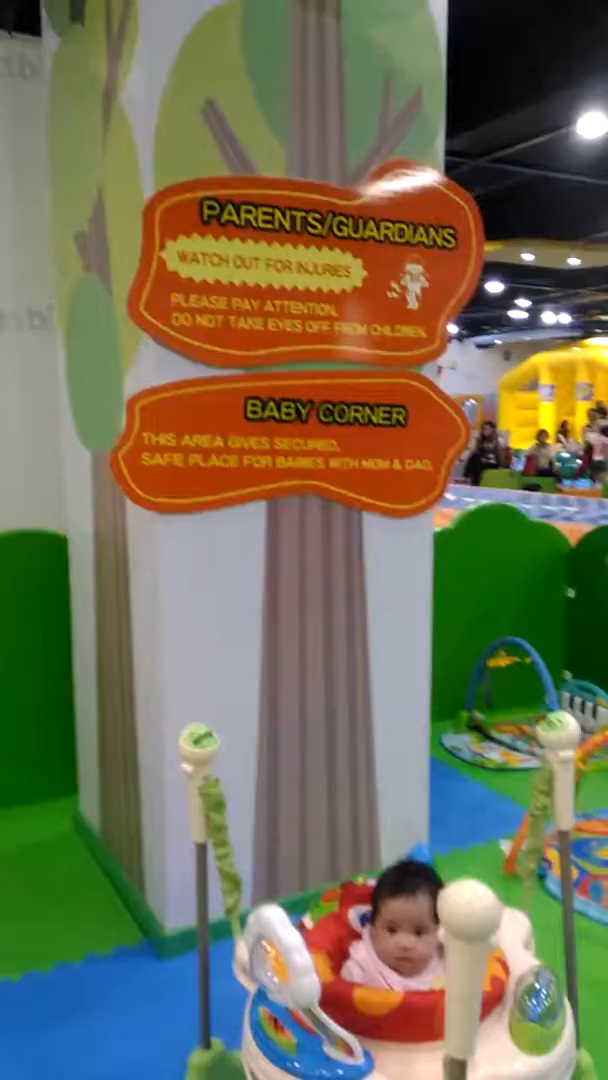 PARENTS/GUARDIANS
WATCH OUT FOR INJURIES
PLEASE PAY ATTENTION.
DO NOT TAKE EYES OFF FROM CHILDREN.
BABY CORNER
THIS AREA GIVES SECURED,
SAFE PLACE FOR BABIES WITH MOM & DAD.